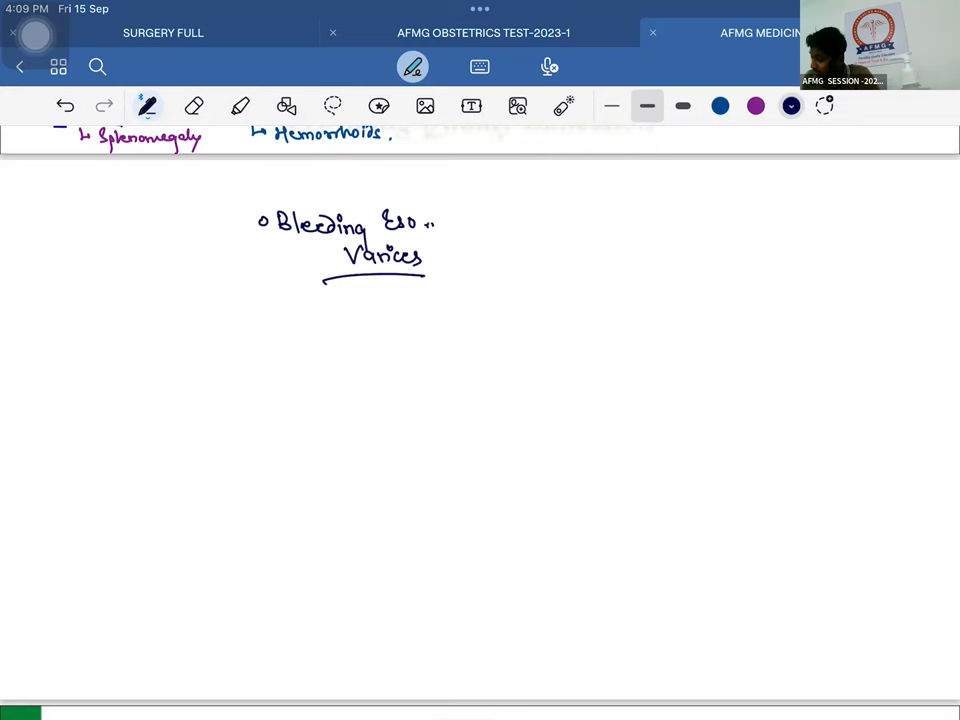 4:09 PM Fri 15 Sep
SURGERY FULL
AFMG OBSTETRICS TEST-2023-1
AFMG MEDICIN
AFMG
AFMG SESSION -202...
↳ Splenomegaly
↳ Hemorrhoids.
o Bleeding Eso..
Varices